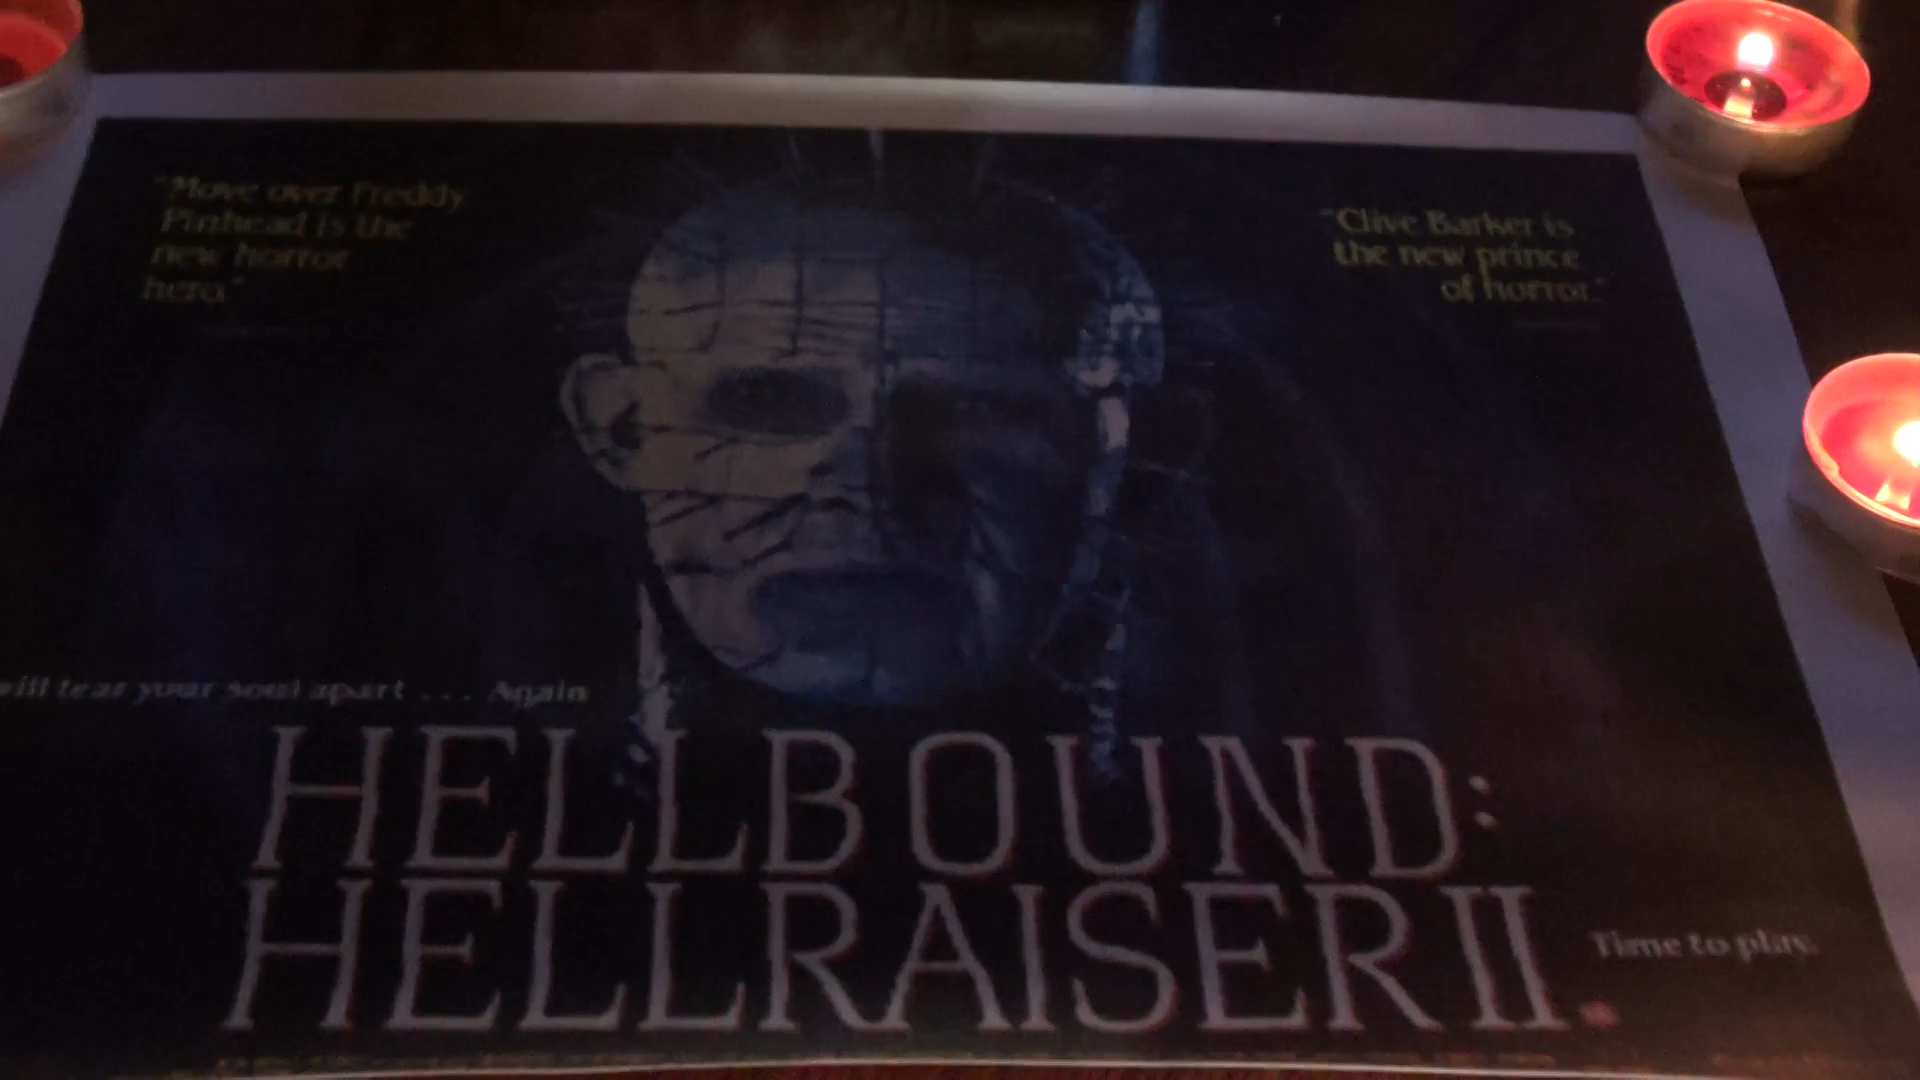 "Move over Freddy
Pinhead is the
new horror
hero."
"Clive Barker is
the new prince
of horror."
will tear your soul apart . . . Again
HELLBOUND:
HELLRAISER II.
Time to play.